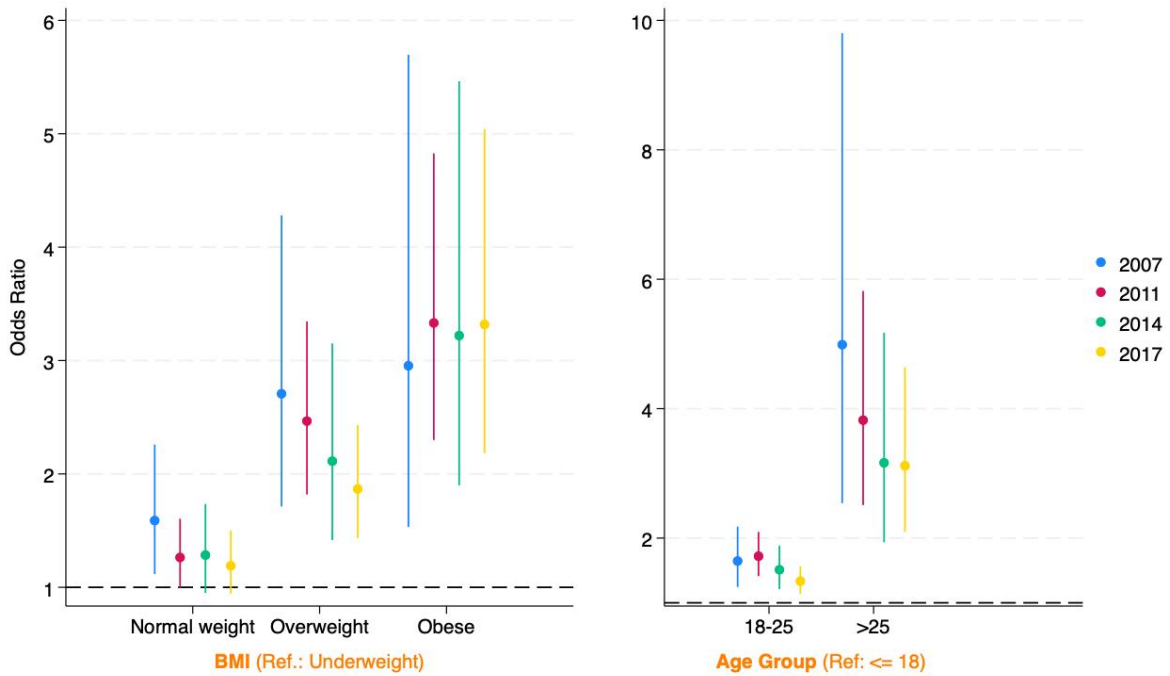 Odds Ratio
6
5
4
3
2
1
Normal weight
Overweight
Obese
BMI (Ref.: Underweight)
10
8
6
4
2
18-25
>25
Age Group (Ref: <= 18)
2007
2011
2014
2017